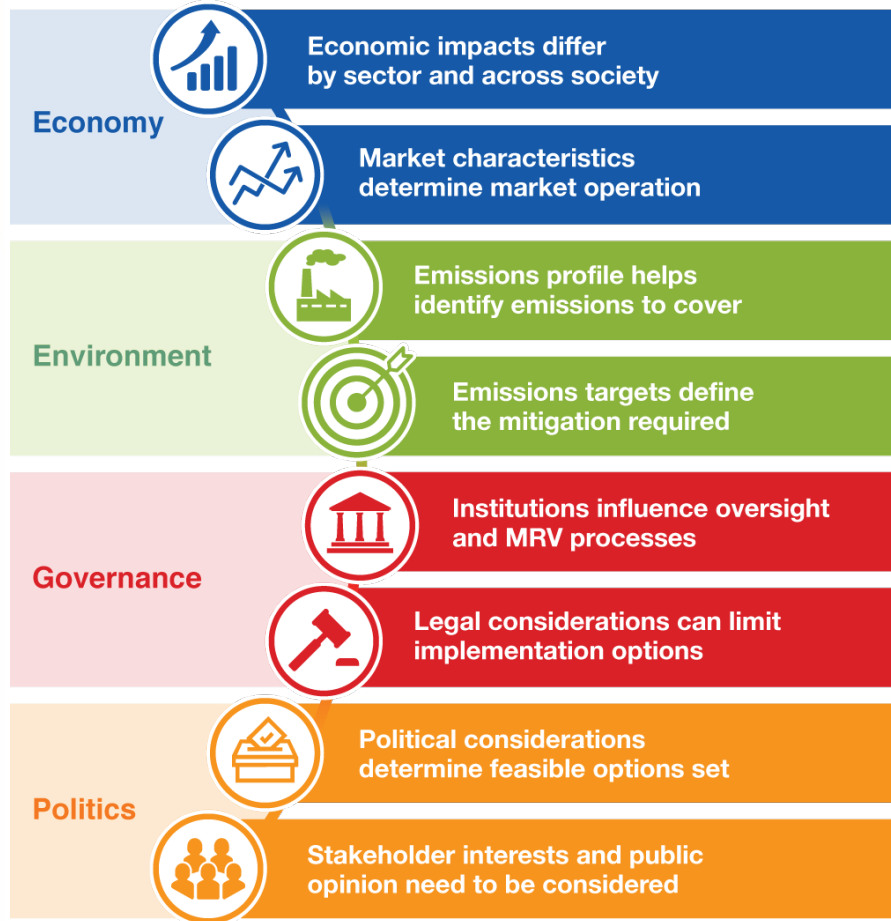 Economy
Economic impacts differ
by sector and across society
Market characteristics
determine market operation
Environment
Emissions profile helps
identify emissions to cover
Emissions targets define
the mitigation required
Governance
Institutions influence oversight
and MRV processes
Legal considerations can limit
implementation options
Politics
Political considerations
determine feasible options set
Stakeholder interests and public
opinion need to be considered